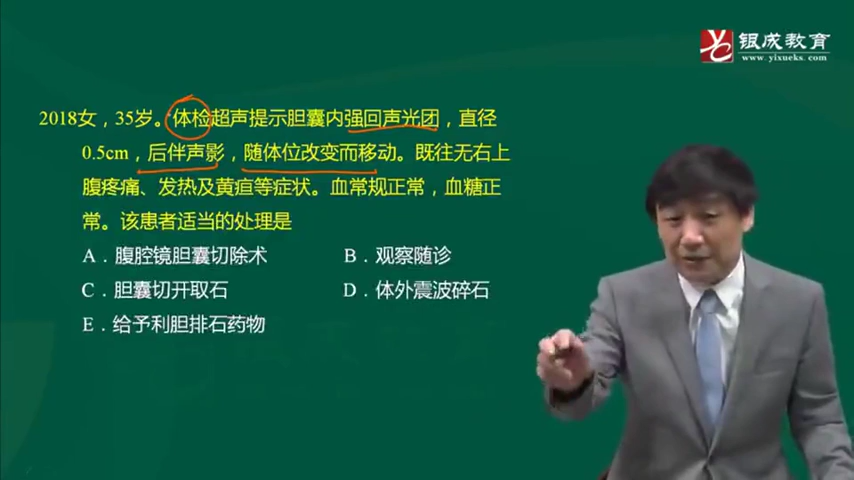 银成教育
www.yixueks.com
2018女，35岁。体检超声提示胆囊内强回声光团，直径
0.5cm，后伴声影，随体位改变而移动。既往无右上
腹疼痛、发热及黄疸等症状。血常规正常，血糖正
常。该患者适当的处理是
A．腹腔镜胆囊切除术 B．观察随诊
C．胆囊切开取石 D．体外震波碎石
E．给予利胆排石药物